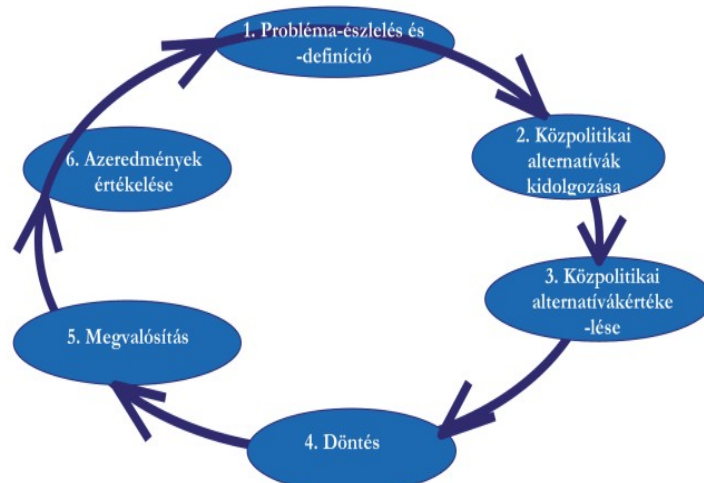 1. Probléma-észlelés és
-definíció
2. Közpolitikai
alternatívák
kidolgozása
3. Közpolitikai
alternatívákértéke
-lése
4. Döntés
5. Megvalósítás
6. Azeredmények
értékelése